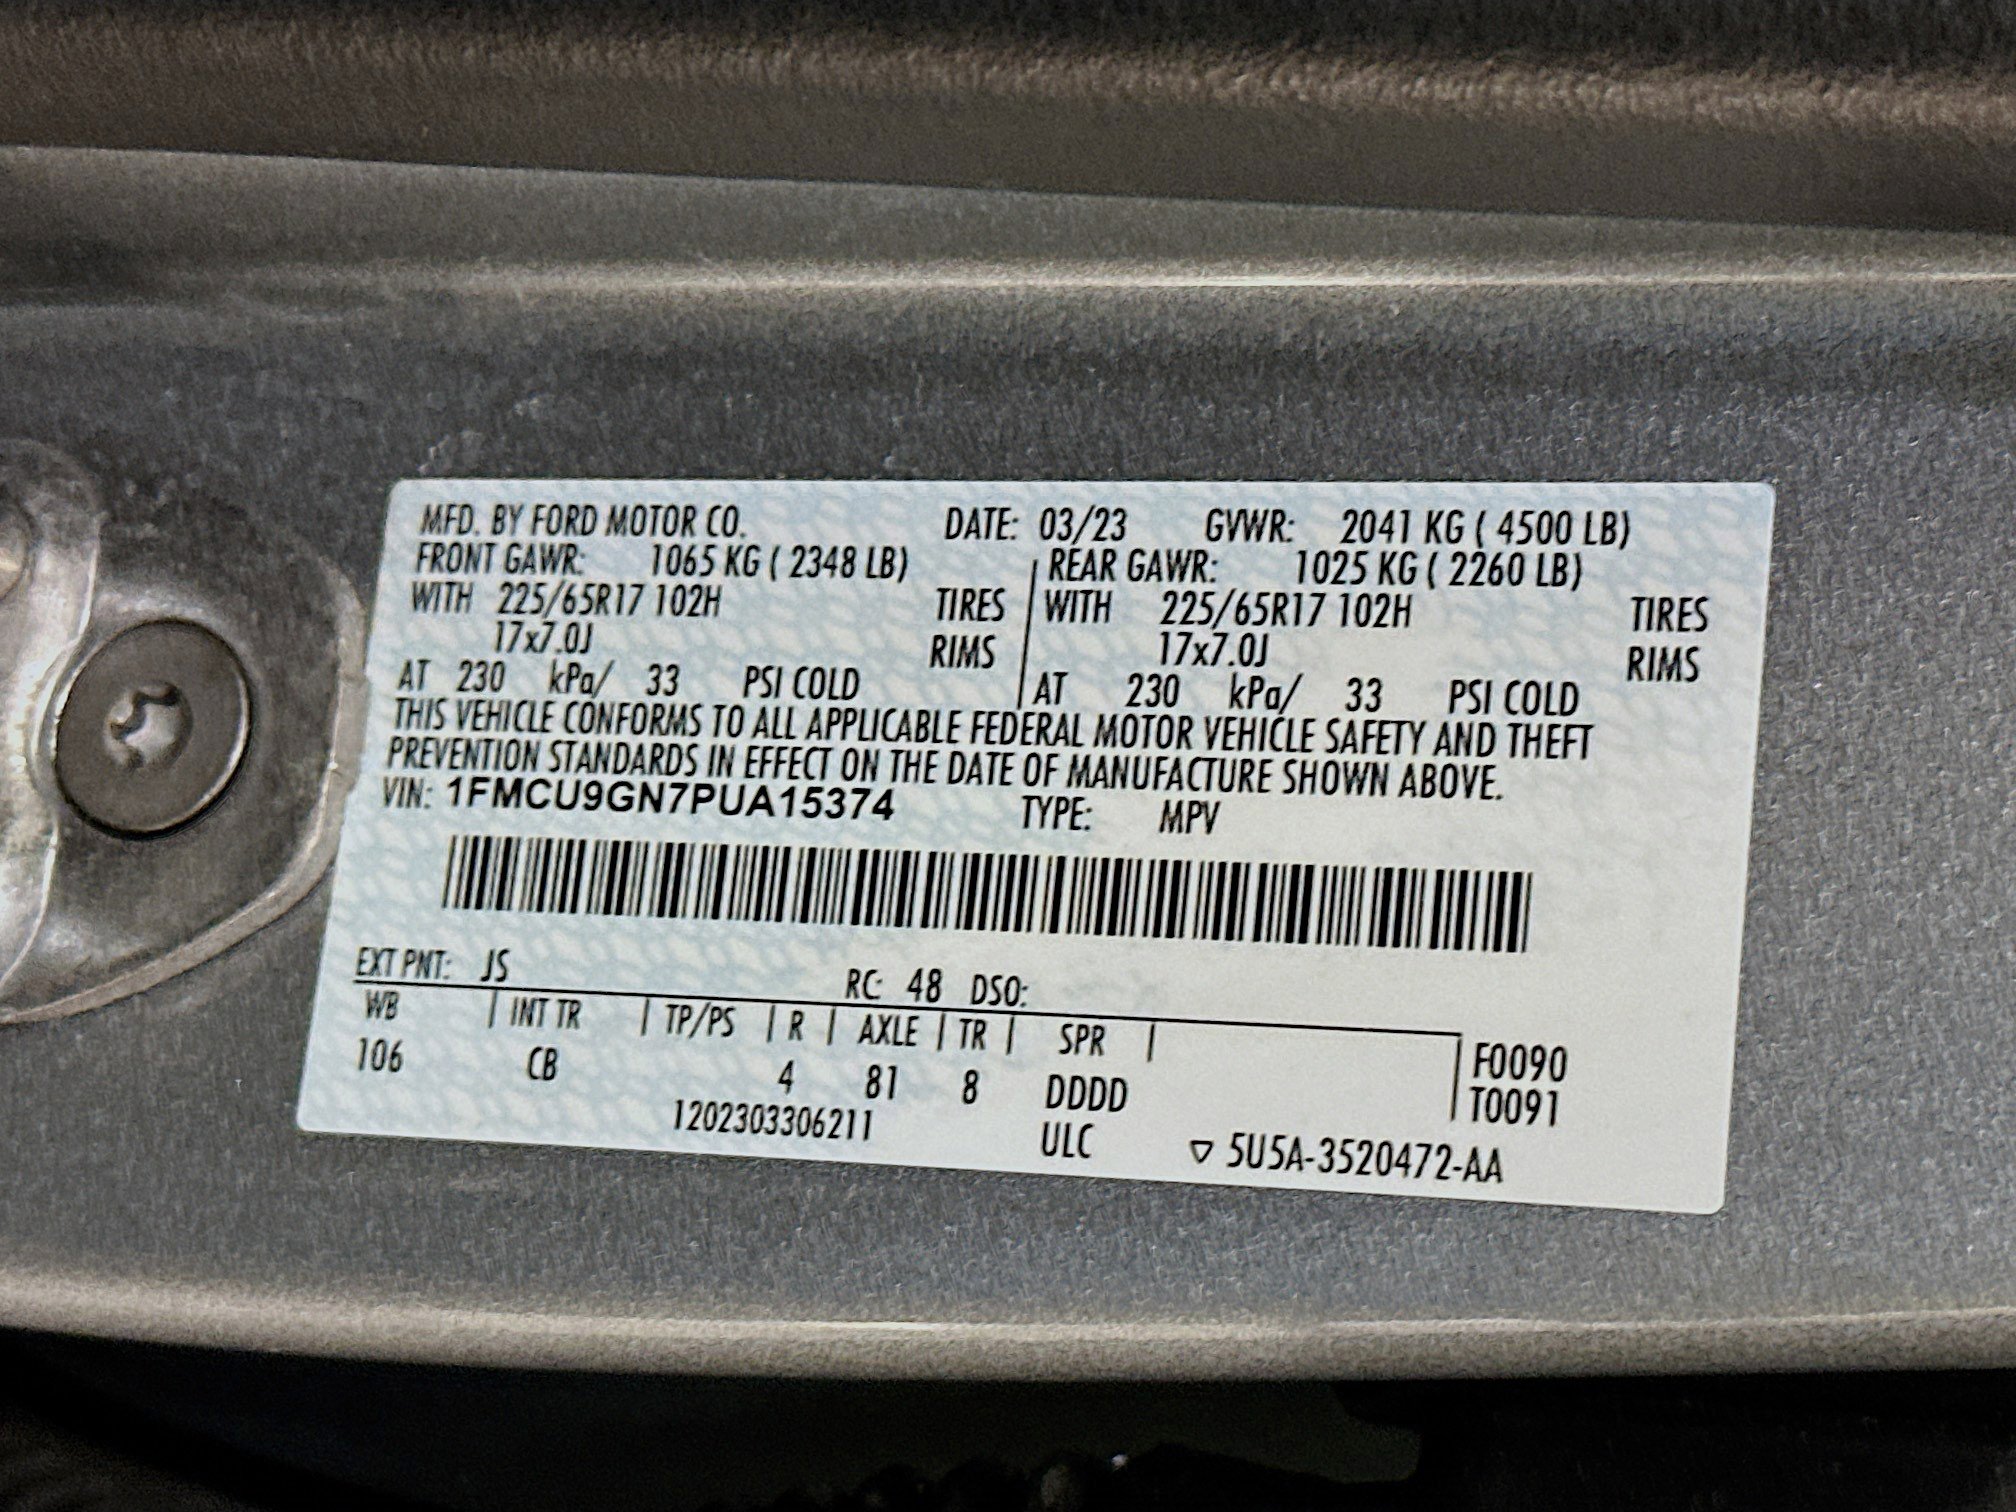 MFD. BY FORD MOTOR CO. DATE: 03/23 GVWR: 2041 KG ( 4500 LB)
FRONT GAWR: 1065 KG ( 2348 LB) REAR GAWR: 1025 KG ( 2260 LB)
WITH 225/65R17 102H TIRES WITH 225/65R17 102H TIRES
17x7.0J RIMS 17x7.0J RIMS
AT 230 kPa/ 33 PSI COLD AT 230 kPa/ 33 PSI COLD
THIS VEHICLE CONFORMS TO ALL APPLICABLE FEDERAL MOTOR VEHICLE SAFETY AND THEFT
PREVENTION STANDARDS IN EFFECT ON THE DATE OF MANUFACTURE SHOWN ABOVE.
VIN: 1FMCU9GN7PUA15374 TYPE: MPV
EXT PNT: JS RC: 48 DSO:
WB | INT TR | TP/PS | R | AXLE | TR | SPR |
106 CB 4 81 8 DDDD
F0090
T0091
1202303306211 ULC ▽ 5U5A-3520472-AA